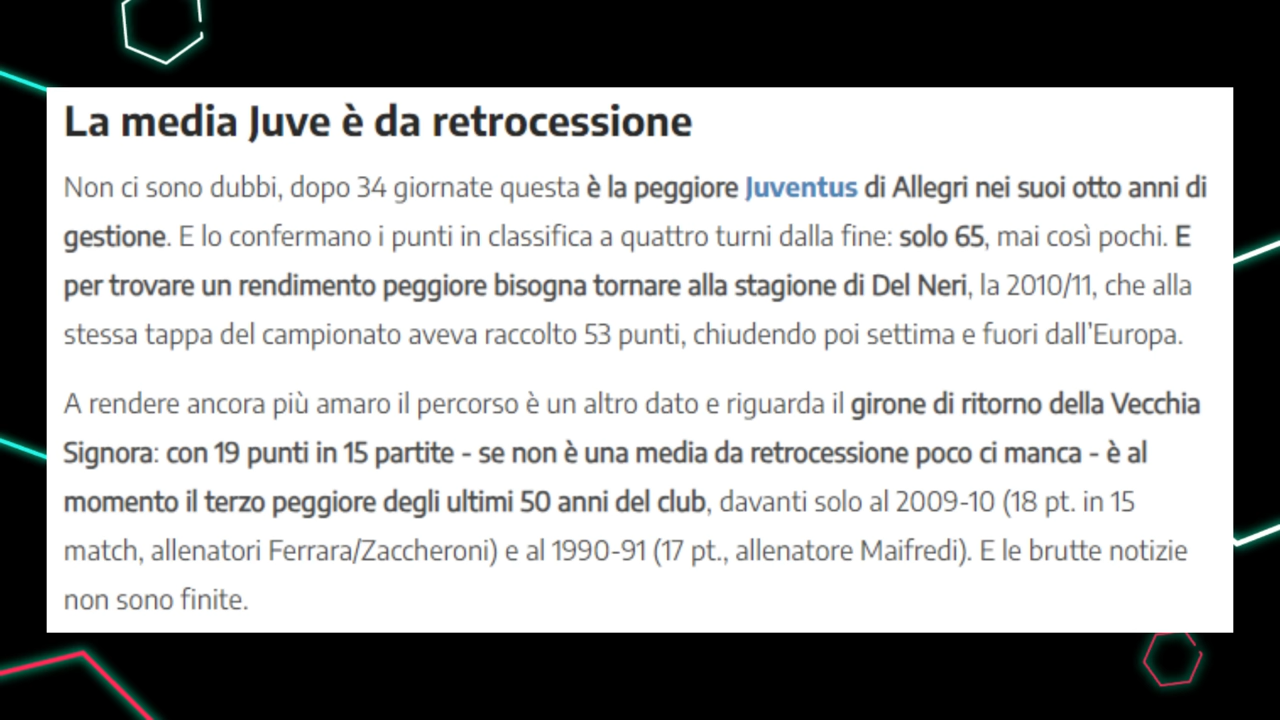 La media Juve è da retrocessione
Non ci sono dubbi, dopo 34 giornate questa è la peggiore Juventus di Allegri nei suoi otto anni di
gestione. E lo confermano i punti in classifica a quattro turni dalla fine: solo 65, mai così pochi. E
per trovare un rendimento peggiore bisogna tornare alla stagione di Del Neri, la 2010/11, che alla
stessa tappa del campionato aveva raccolto 53 punti, chiudendo poi settima e fuori dall'Europa.
A rendere ancora più amaro il percorso è un altro dato e riguarda il girone di ritorno della Vecchia
Signora: con 19 punti in 15 partite - se non è una media da retrocessione poco ci manca - è al
momento il terzo peggiore degli ultimi 50 anni del club, davanti solo al 2009-10 (18 pt. in 15
match, allenatori Ferrara/Zaccheroni) e al 1990-91 (17 pt., allenatore Maifredi). E le brutte notizie
non sono finite.